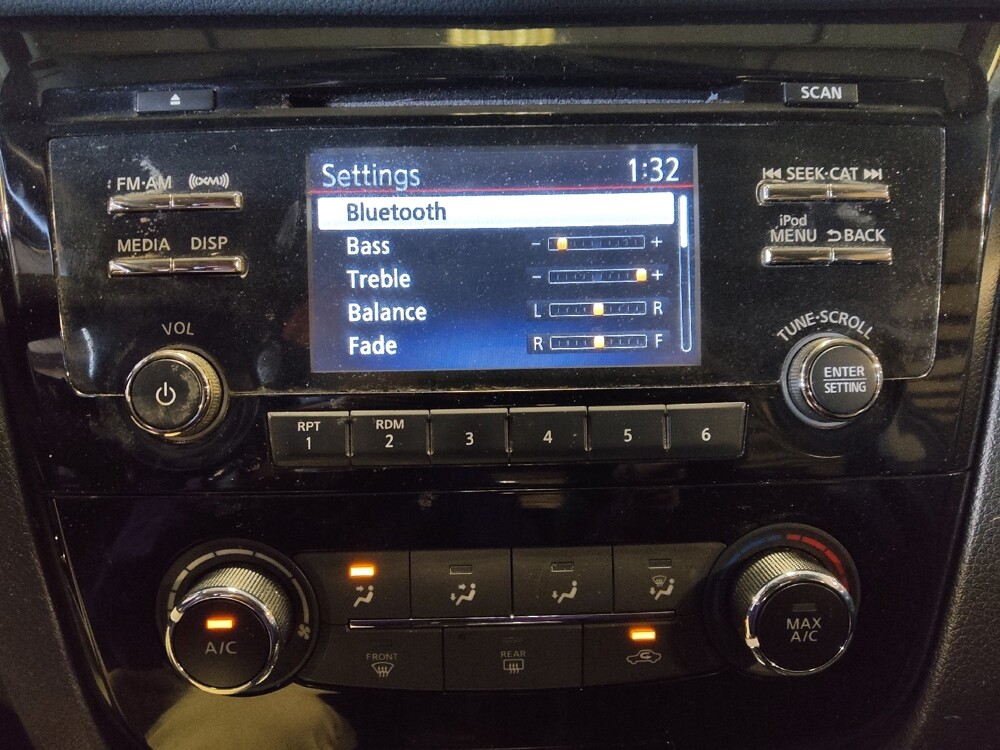 SCAN
FM·AM ((XM))
MEDIA DISP
VOL
Settings 1:32
Bluetooth
Bass - +
Treble - +
Balance L R
Fade R F
SEEK·CAT
iPod
MENU BACK
TUNE·SCROLL
ENTER
SETTING
RPT
1
RDM
2
3
4
5
6
A/C
FRONT
REAR
MAX
A/C